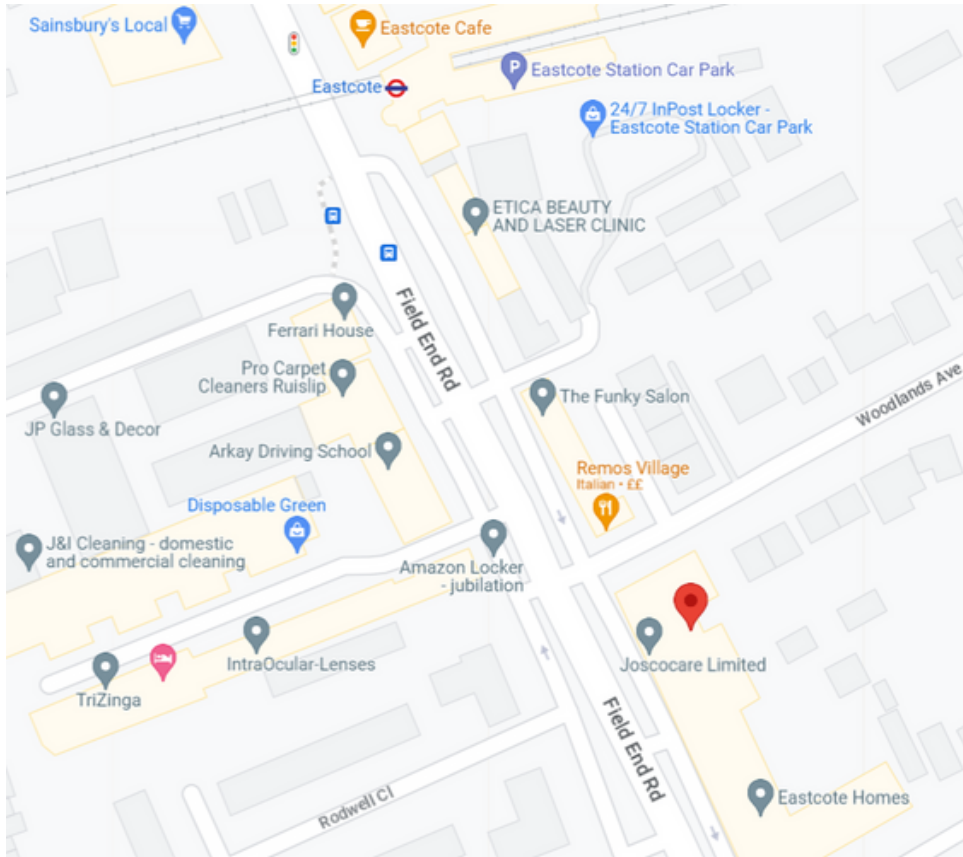 Sainsbury's Local
Eastcote Cafe
Eastcote
P
Eastcote Station Car Park
24/7 InPost Locker -
Eastcote Station Car Park
ETICA BEAUTY
AND LASER CLINIC
Field End Rd
Ferrari House
Pro Carpet
Cleaners Ruislip
The Funky Salon
Woodlands Ave
JP Glass & Decor
Arkay Driving School
Remos Village
Italian • ££
Disposable Green
J&I Cleaning - domestic
and commercial cleaning
Amazon Locker
- jubilation
IntraOcular-Lenses
Joscocare Limited
TriZinga
Field End Rd
Rodwell Cl
Eastcote Homes